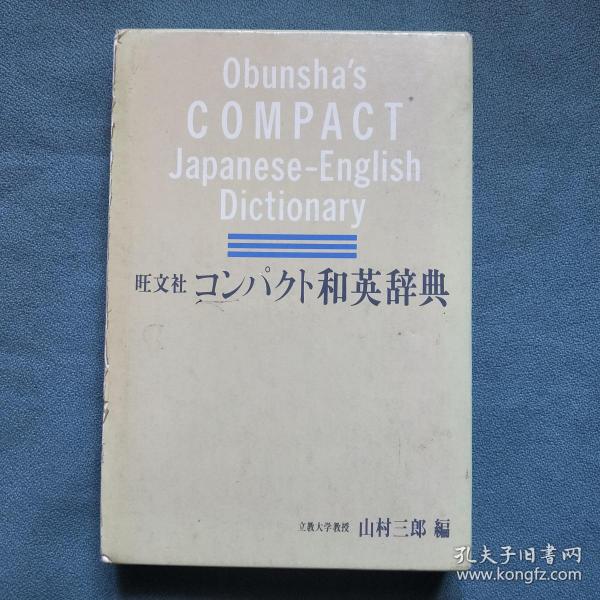 Obunsha's
COMPACT
Japanese-English
Dictionary
旺文社 コンパクト和英辞典
立教大学教授 山村三郎 編
孔夫子旧书网
www.kongfz.com